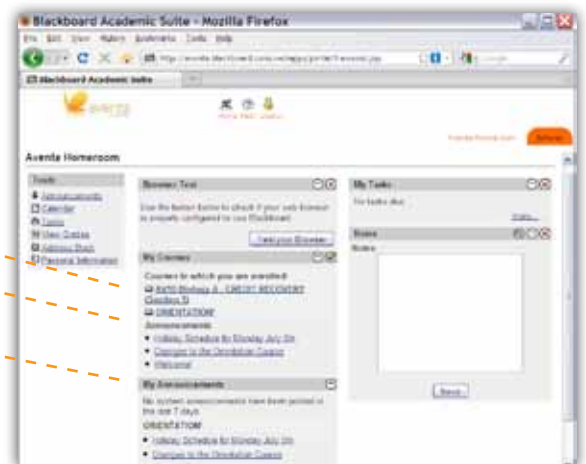 Blackboard Academic Suite - Mozilla Firefox
File Edit View History Bookmarks Tools Help
Blackboard Academic Suite
aventa
Aventa Homeroom
Tools
Announcements
Calendar
Tasks
View Grades
Address Book
Personal Information
Browser Test
Use the button below to check if your web browser
is properly configured to use Blackboard.
Test your Browser
My Courses
Courses in which you are enrolled:
Biology A - CREDIT RECOVERY
ORIENTATION
Announcements
Holiday Schedule for Monday July 5th
Changes to the Orientation Course
Welcome!
My Announcements
No system announcements have been posted in
the last 7 days.
ORIENTATION
Holiday Schedule for Monday July 5th
Changes to the Orientation Course
My Tasks
No tasks due.
more...
Notes
Notes
Save